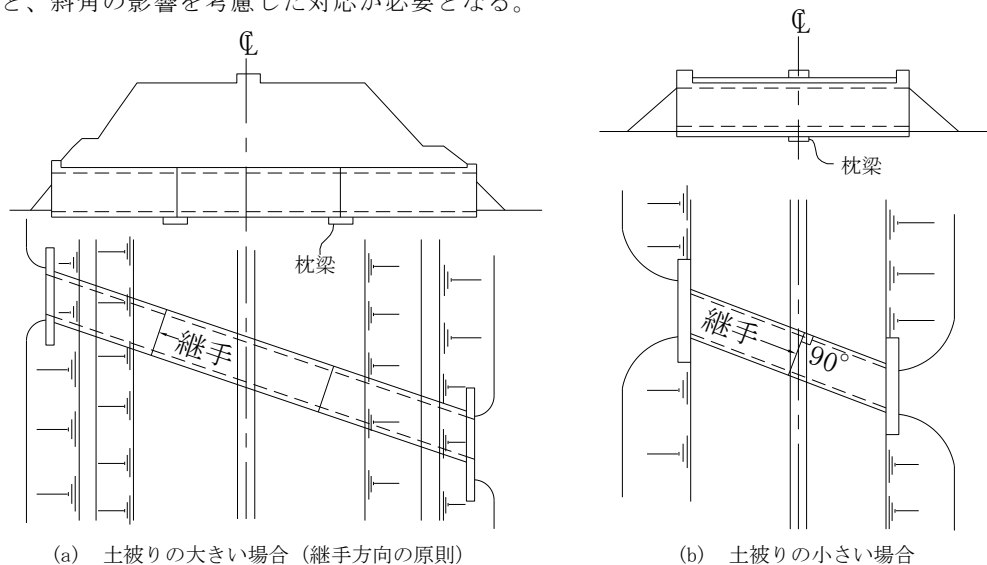 と、斜角の影響を考慮した対応が必要となる。
℄
枕梁
継手
(a) 土被りの大きい場合（継手方向の原則）
℄
枕梁
継手
90°
(b) 土被りの小さい場合